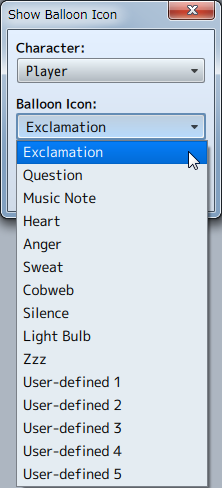 Show Balloon Icon
Character:
Player
Balloon Icon:
Exclamation
Exclamation
Question
Music Note
Heart
Anger
Sweat
Cobweb
Silence
Light Bulb
Zzz
User-defined 1
User-defined 2
User-defined 3
User-defined 4
User-defined 5